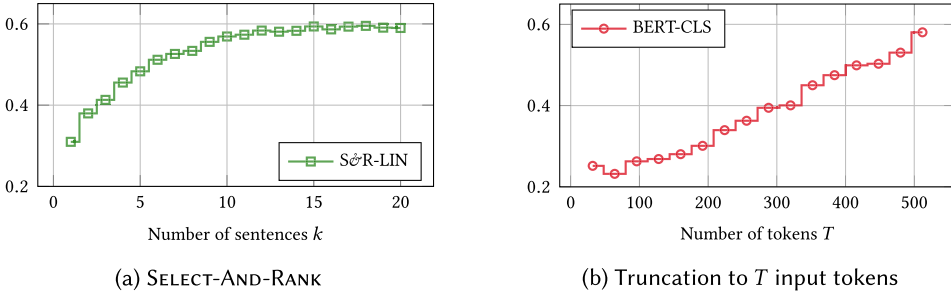 0.6
0.4
0.2
0 5 10 15 20
S&R-LIN
Number of sentences k
(a) SELECT-AND-RANK
0.6
0.4
0.2
0 100 200 300 400 500
BERT-CLS
Number of tokens T
(b) Truncation to T input tokens